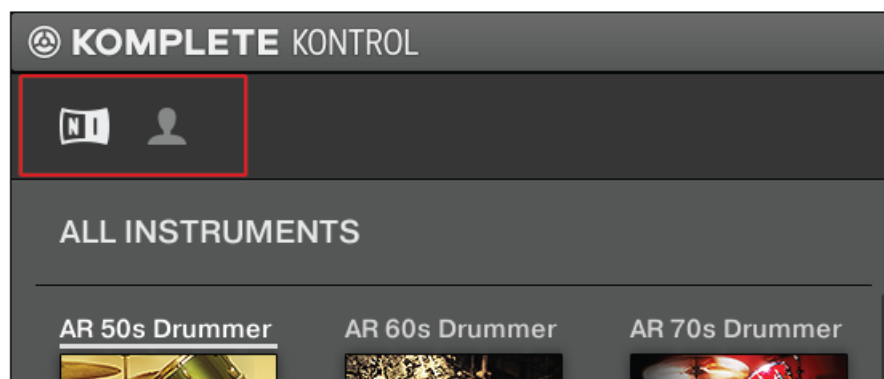 KOMPLETE KONTROL
NI
ALL INSTRUMENTS
AR 50s Drummer AR 60s Drummer AR 70s Drummer